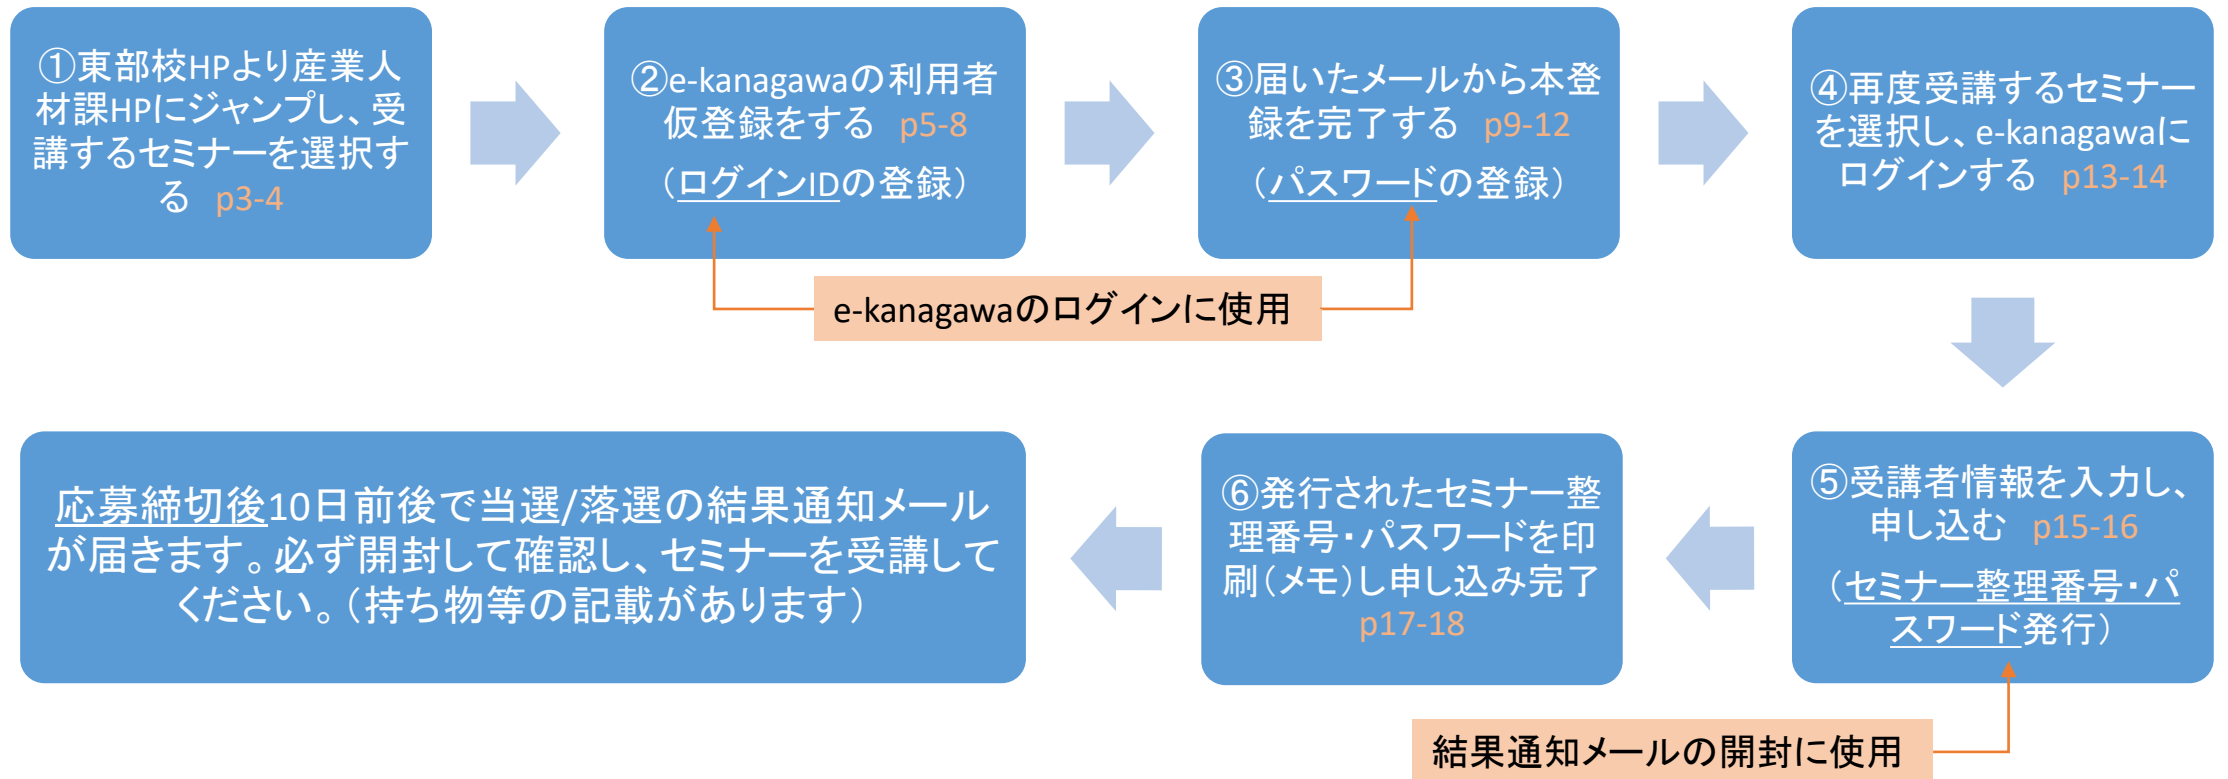 ①東部校HPより産業人
材課HPにジャンプし、受
講するセミナーを選択す
る p3-4
②e-kanagawaの利用者
仮登録をする p5-8
（ログインIDの登録）
③届いたメールから本登
録を完了する p9-12
（パスワードの登録）
④再度受講するセミナー
を選択し、e-kanagawaに
ログインする p13-14
e-kanagawaのログインに使用
⑤受講者情報を入力し、
申し込む p15-16
（セミナー整理番号・パ
スワード発行）
⑥発行されたセミナー整
理番号・パスワードを印
刷（メモ）し申し込み完了
p17-18
応募締切後10日前後で当選/落選の結果通知メール
が届きます。必ず開封して確認し、セミナーを受講して
ください。（持ち物等の記載があります）
結果通知メールの開封に使用